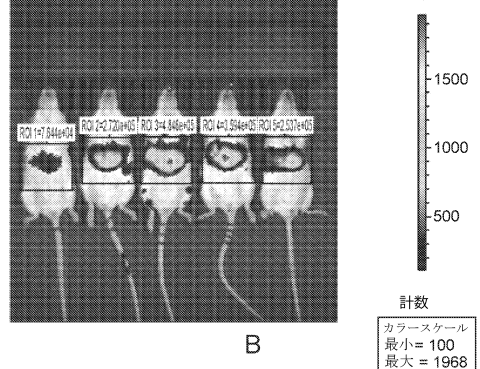 ROI 1=7.844e+04
ROI 2=2.720e+05
ROI 3=4.848e+05
ROI 4=3.594e+05
ROI 5=2.537e+05
1500
1000
500
計数
カラースケール
最小= 100
最大 = 1968
B